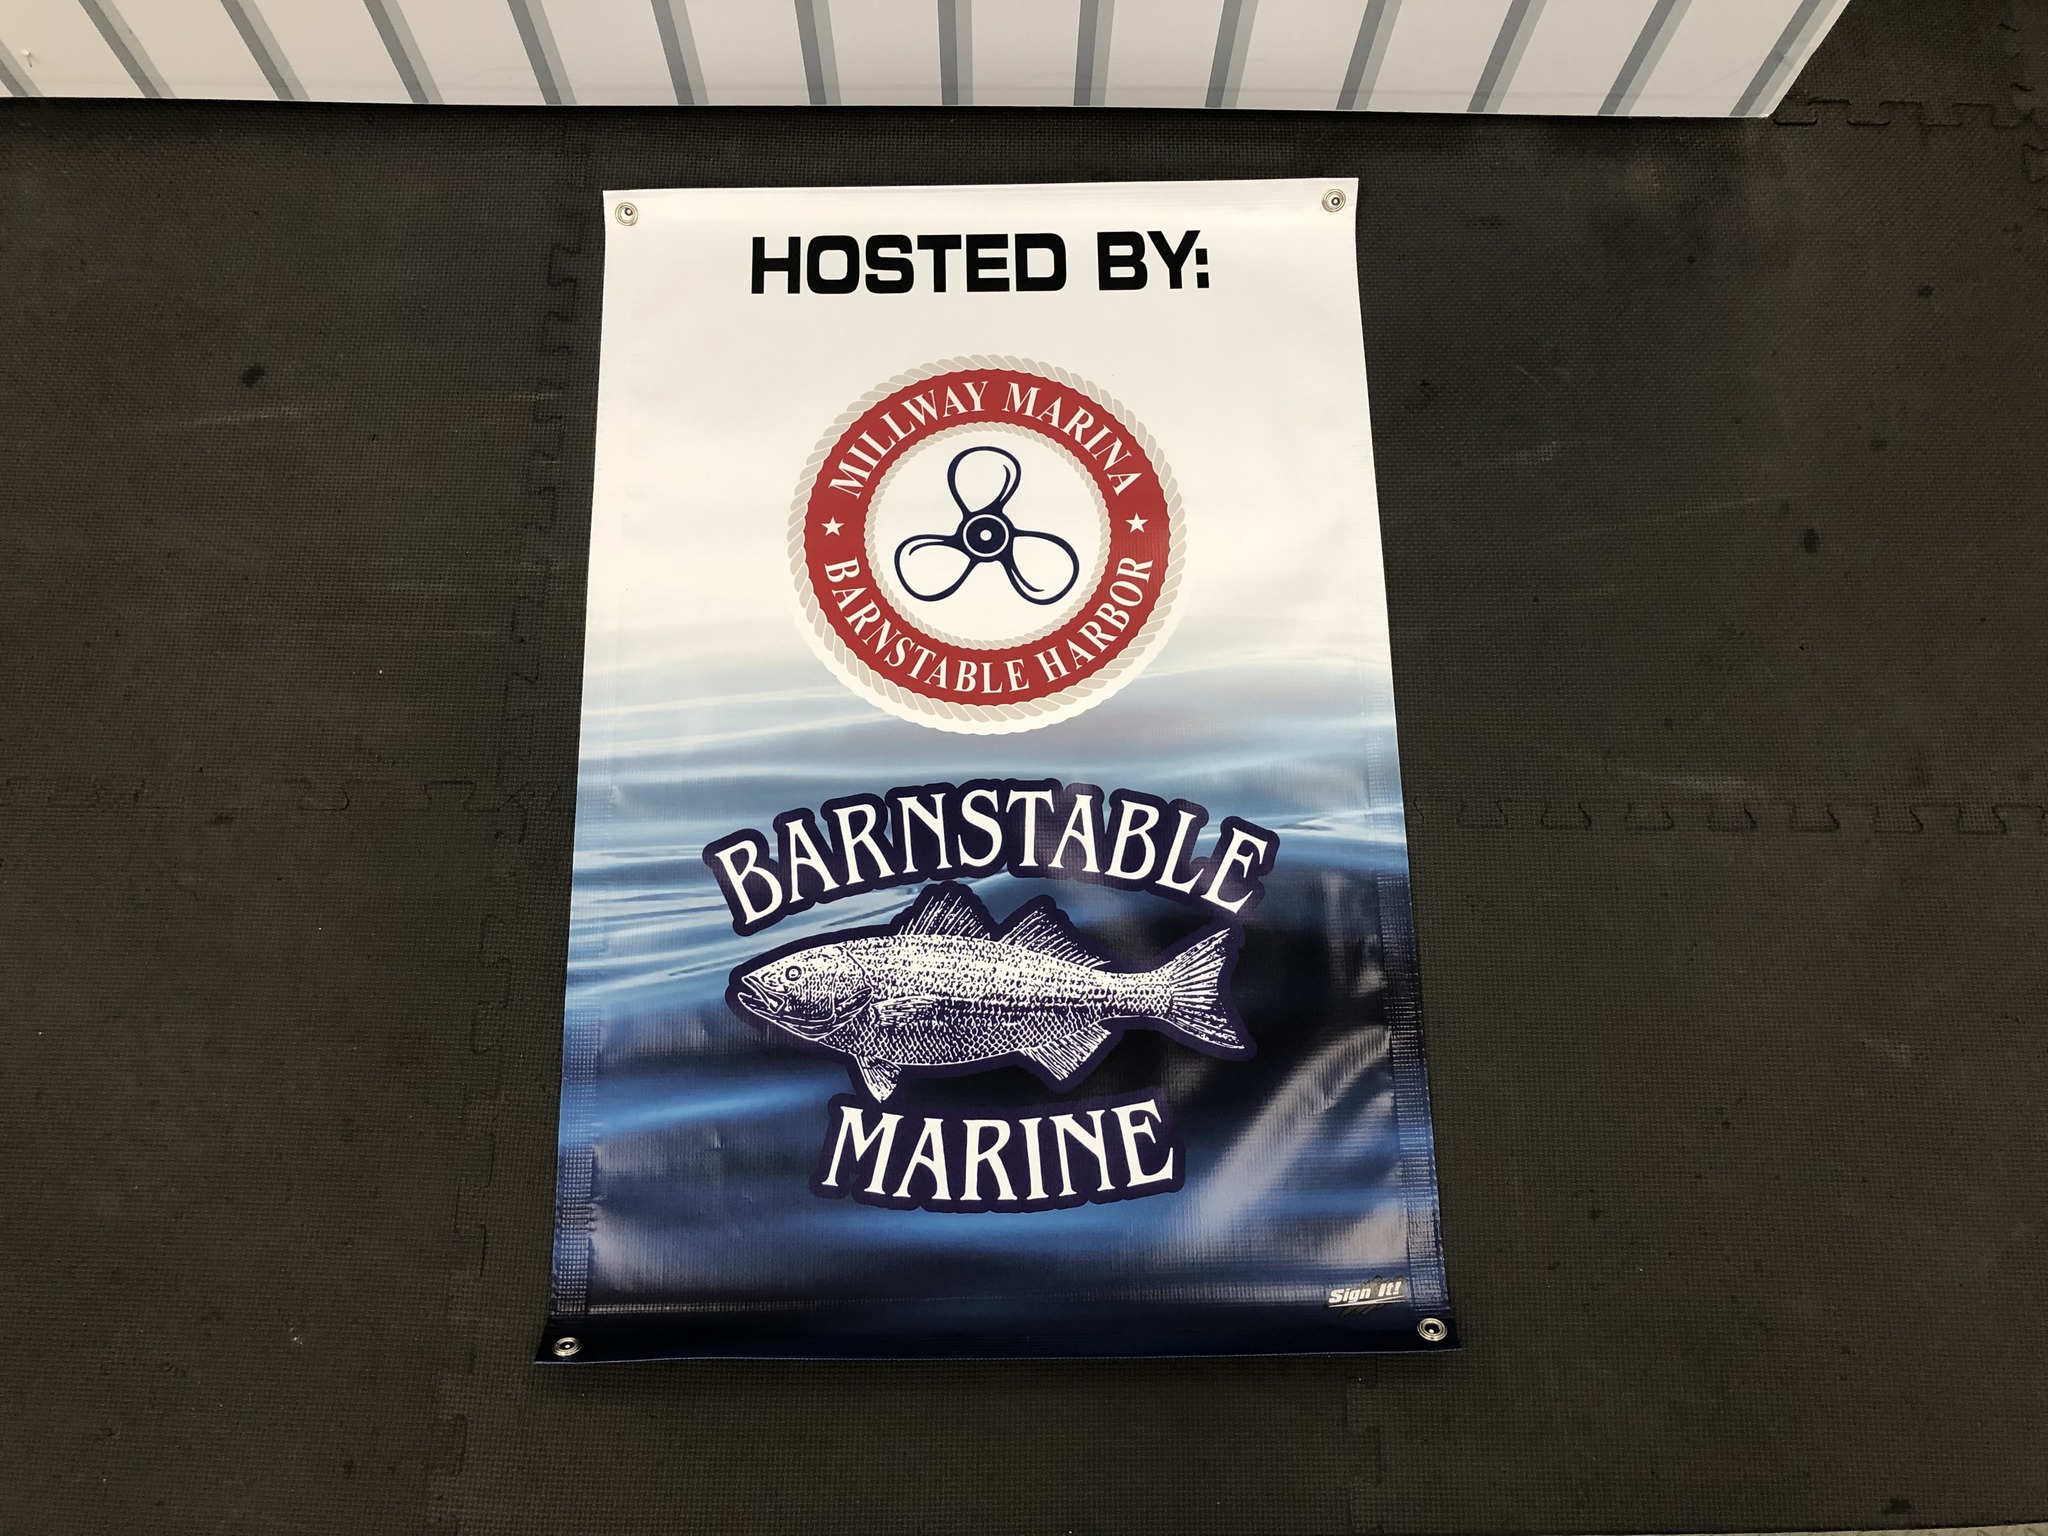 HOSTED BY:
MILLWAY MARINA
BARNSTABLE HARBOR
BARNSTABLE
MARINE
Sign It!